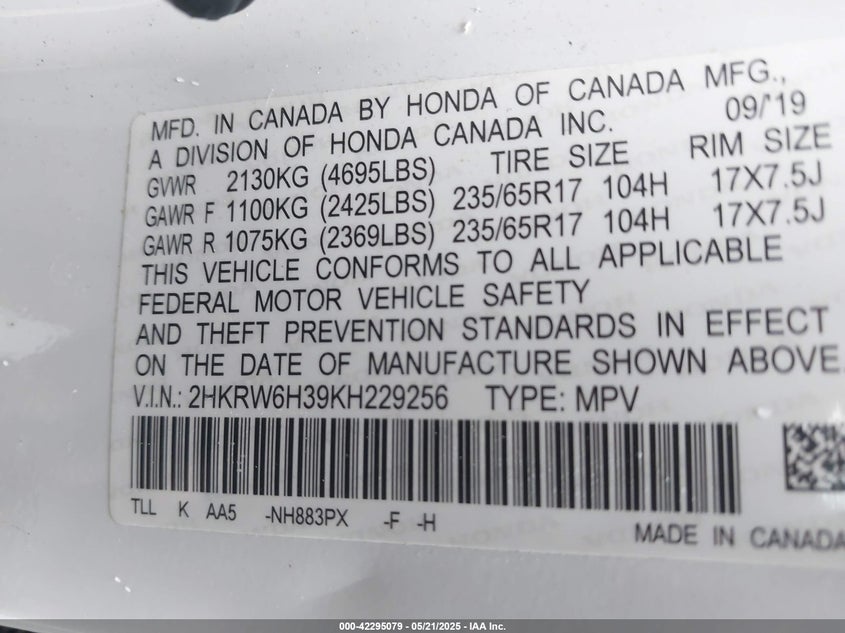 MFD. IN CANADA BY HONDA OF CANADA MFG.,
A DIVISION OF HONDA CANADA INC. 09/'19
GVWR 2130KG (4695LBS) TIRE SIZE RIM SIZE
GAWR F 1100KG (2425LBS) 235/65R17 104H 17X7.5J
GAWR R 1075KG (2369LBS) 235/65R17 104H 17X7.5J
THIS VEHICLE CONFORMS TO ALL APPLICABLE
FEDERAL MOTOR VEHICLE SAFETY
AND THEFT PREVENTION STANDARDS IN EFFECT
ON THE DATE OF MANUFACTURE SHOWN ABOVE.
V.I.N.: 2HKRW6H39KH229256 TYPE: MPV
TLL K AA5 -NH883PX -F -H
MADE IN CANADA
000-42295079 - 05/21/2025 - IAA Inc.